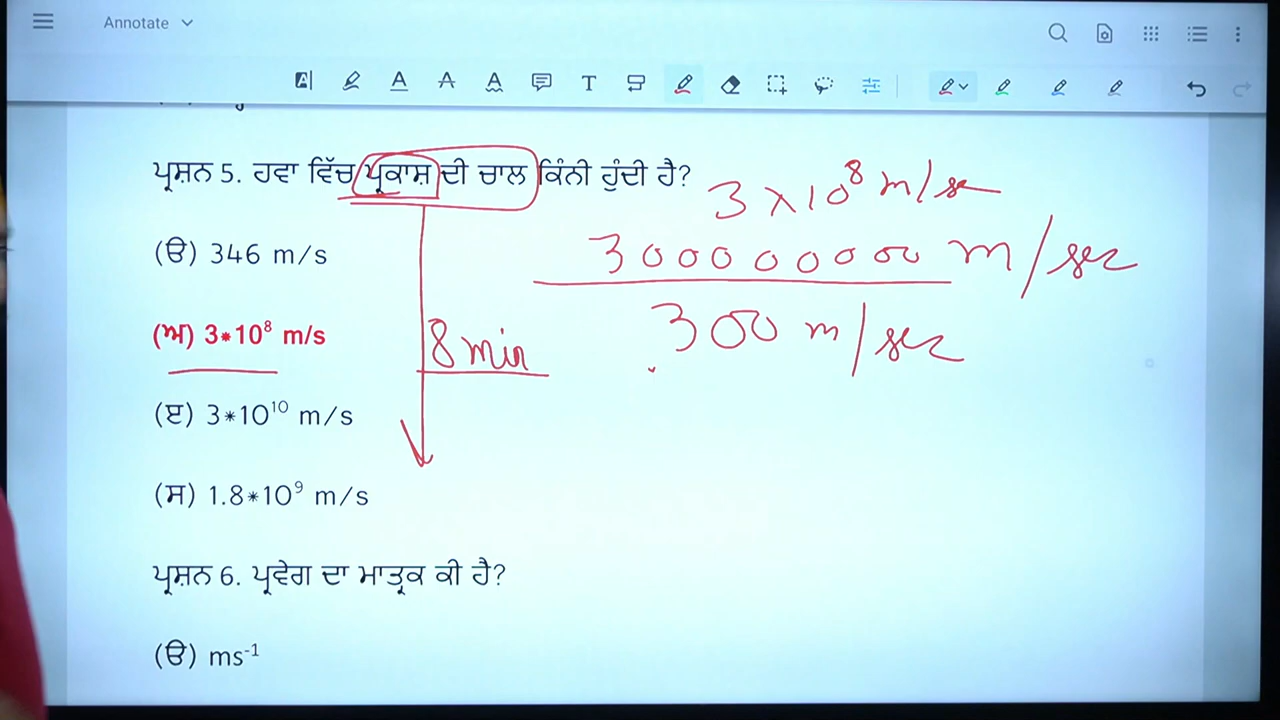 Annotate
ਪ੍ਰਸ਼ਨ 5. ਹਵਾ ਵਿੱਚ ਪ੍ਰਕਾਸ਼ ਦੀ ਚਾਲ ਕਿੰਨੀ ਹੁੰਦੀ ਹੈ?
3 × 10⁸ m/sec
(ੳ) 346 m/s
300000000 m/sec
(ਅ) 3*10⁸ m/s
8 min
300 m/sec
(ੲ) 3*10¹⁰ m/s
(ਸ) 1.8*10⁹ m/s
ਪ੍ਰਸ਼ਨ 6. ਪ੍ਰਵੇਗ ਦਾ ਮਾਤ੍ਰਕ ਕੀ ਹੈ?
(ੳ) ms⁻¹